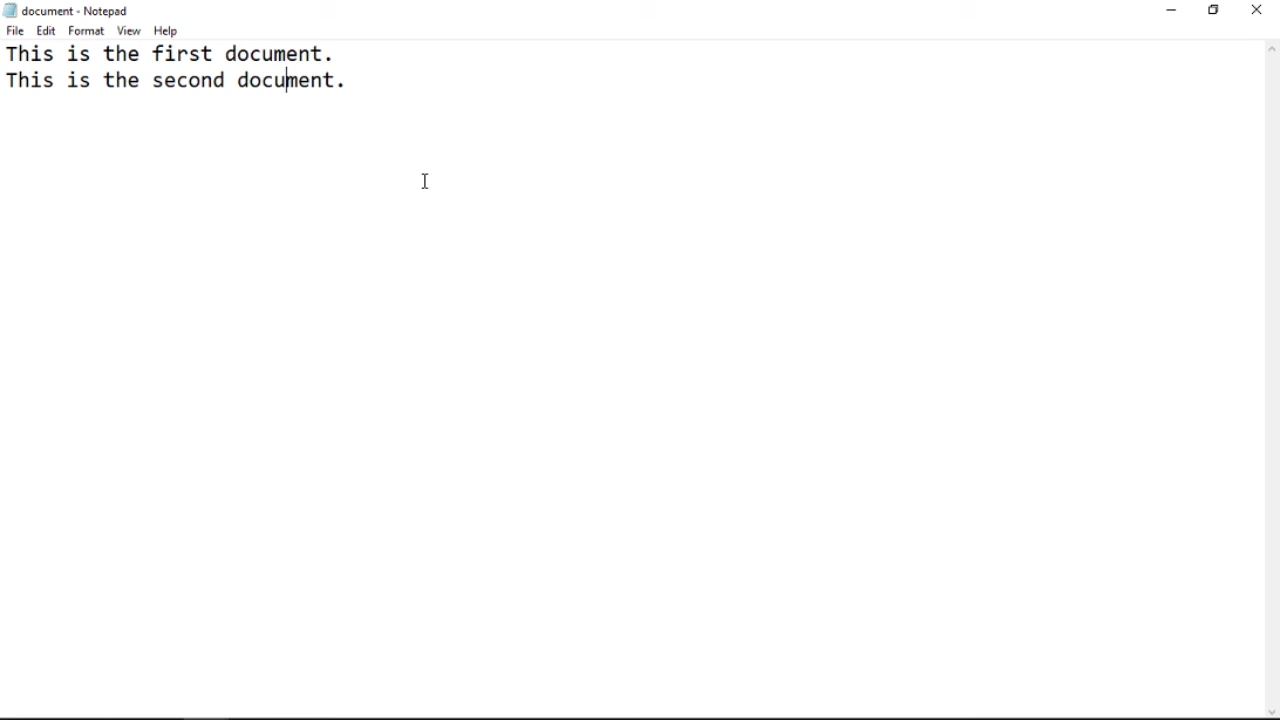 document - Notepad
File Edit Format View Help
This is the first document.
This is the second document.